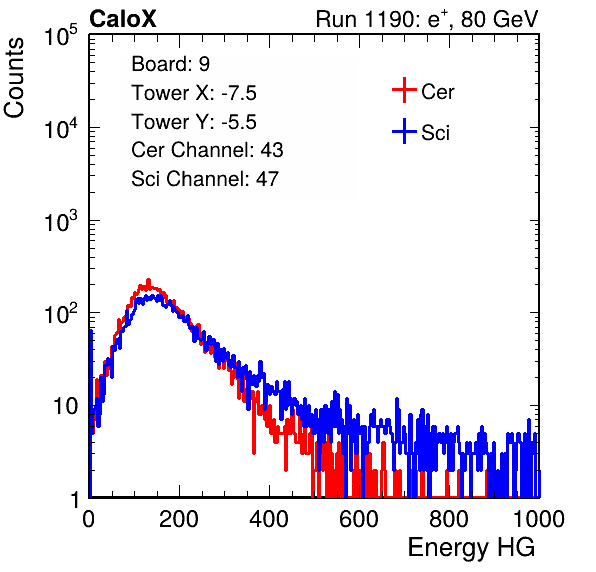 CaloX Run 1190: e⁺, 80 GeV
Counts
10⁵
10⁴
10³
10²
10
1
Board: 9
Tower X: -7.5
Tower Y: -5.5
Cer Channel: 43
Sci Channel: 47
Cer
Sci
0 200 400 600 800 1000
Energy HG